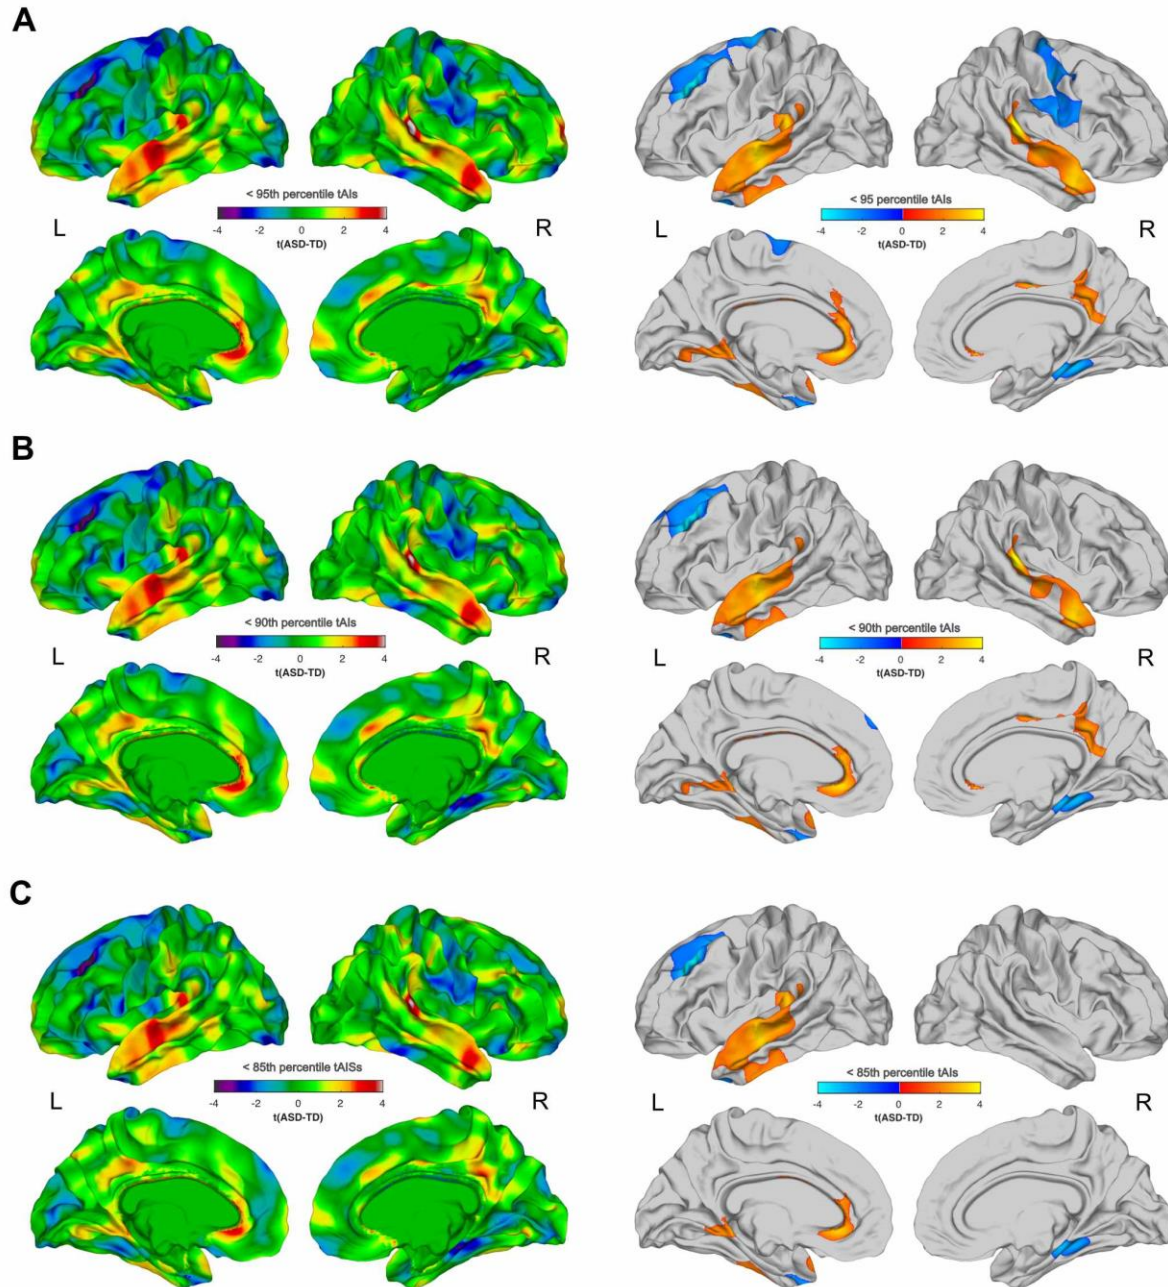 A
< 95th percentile tAIs
-4 -2 0 2 4
t(ASD-TD)
L R
< 95 percentile tAIs
-4 -2 0 2 4
t(ASD-TD)
L R
B
< 90th percentile tAIs
-4 -2 0 2 4
t(ASD-TD)
L R
< 90th percentile tAIs
-4 -2 0 2 4
t(ASD-TD)
L R
C
< 85th percentile tAISs
-4 -2 0 2 4
t(ASD-TD)
L R
< 85th percentile tAIs
-4 -2 0 2 4
t(ASD-TD)
L R